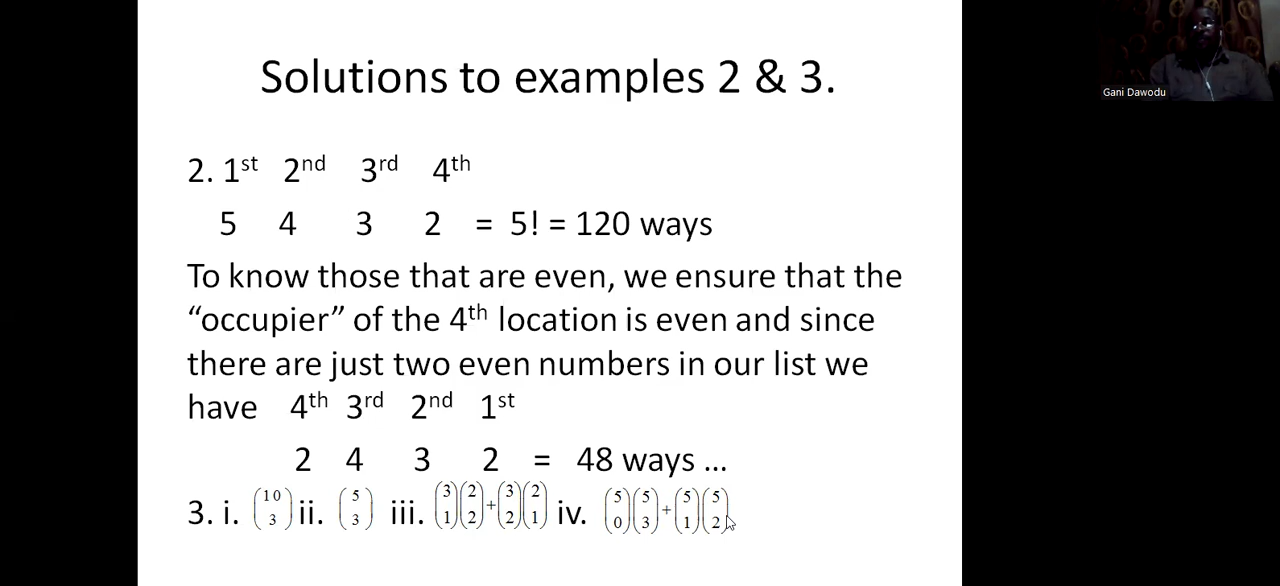 Solutions to examples 2 & 3.
Gani Dawodu
2. 1st 2nd 3rd 4th
5 4 3 2 = 5! = 120 ways
To know those that are even, we ensure that the
“occupier” of the 4th location is even and since
there are just two even numbers in our list we
have 4th 3rd 2nd 1st
2 4 3 2 = 48 ways ...
3. i. (10 3) ii. (5 3) iii. (3 1)(2 2)+(3 2)(2 1) iv. (5 0)(5 3)+(5 1)(5 2)